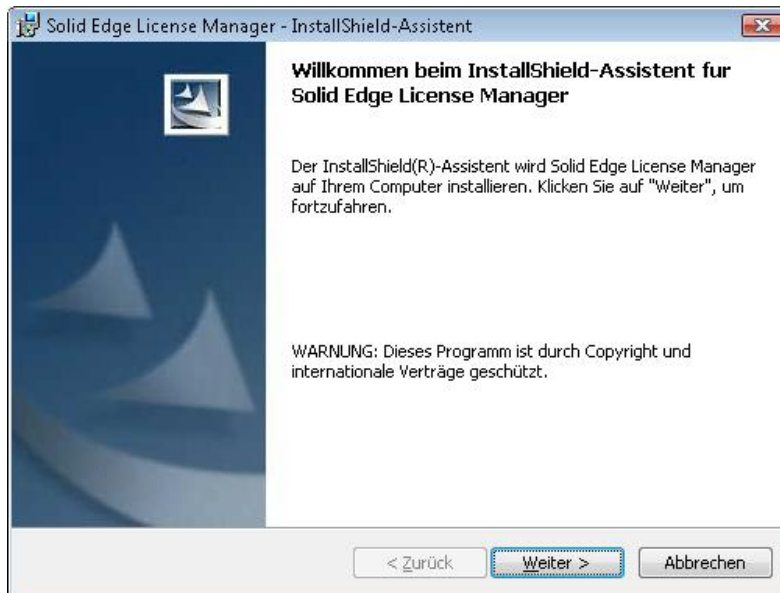 Solid Edge License Manager - InstallShield-Assistent
Willkommen beim InstallShield-Assistent fur
Solid Edge License Manager
Der InstallShield(R)-Assistent wird Solid Edge License Manager
auf Ihrem Computer installieren. Klicken Sie auf "Weiter", um
fortzufahren.
WARNUNG: Dieses Programm ist durch Copyright und
internationale Verträge geschützt.
< Zurück
Weiter >
Abbrechen